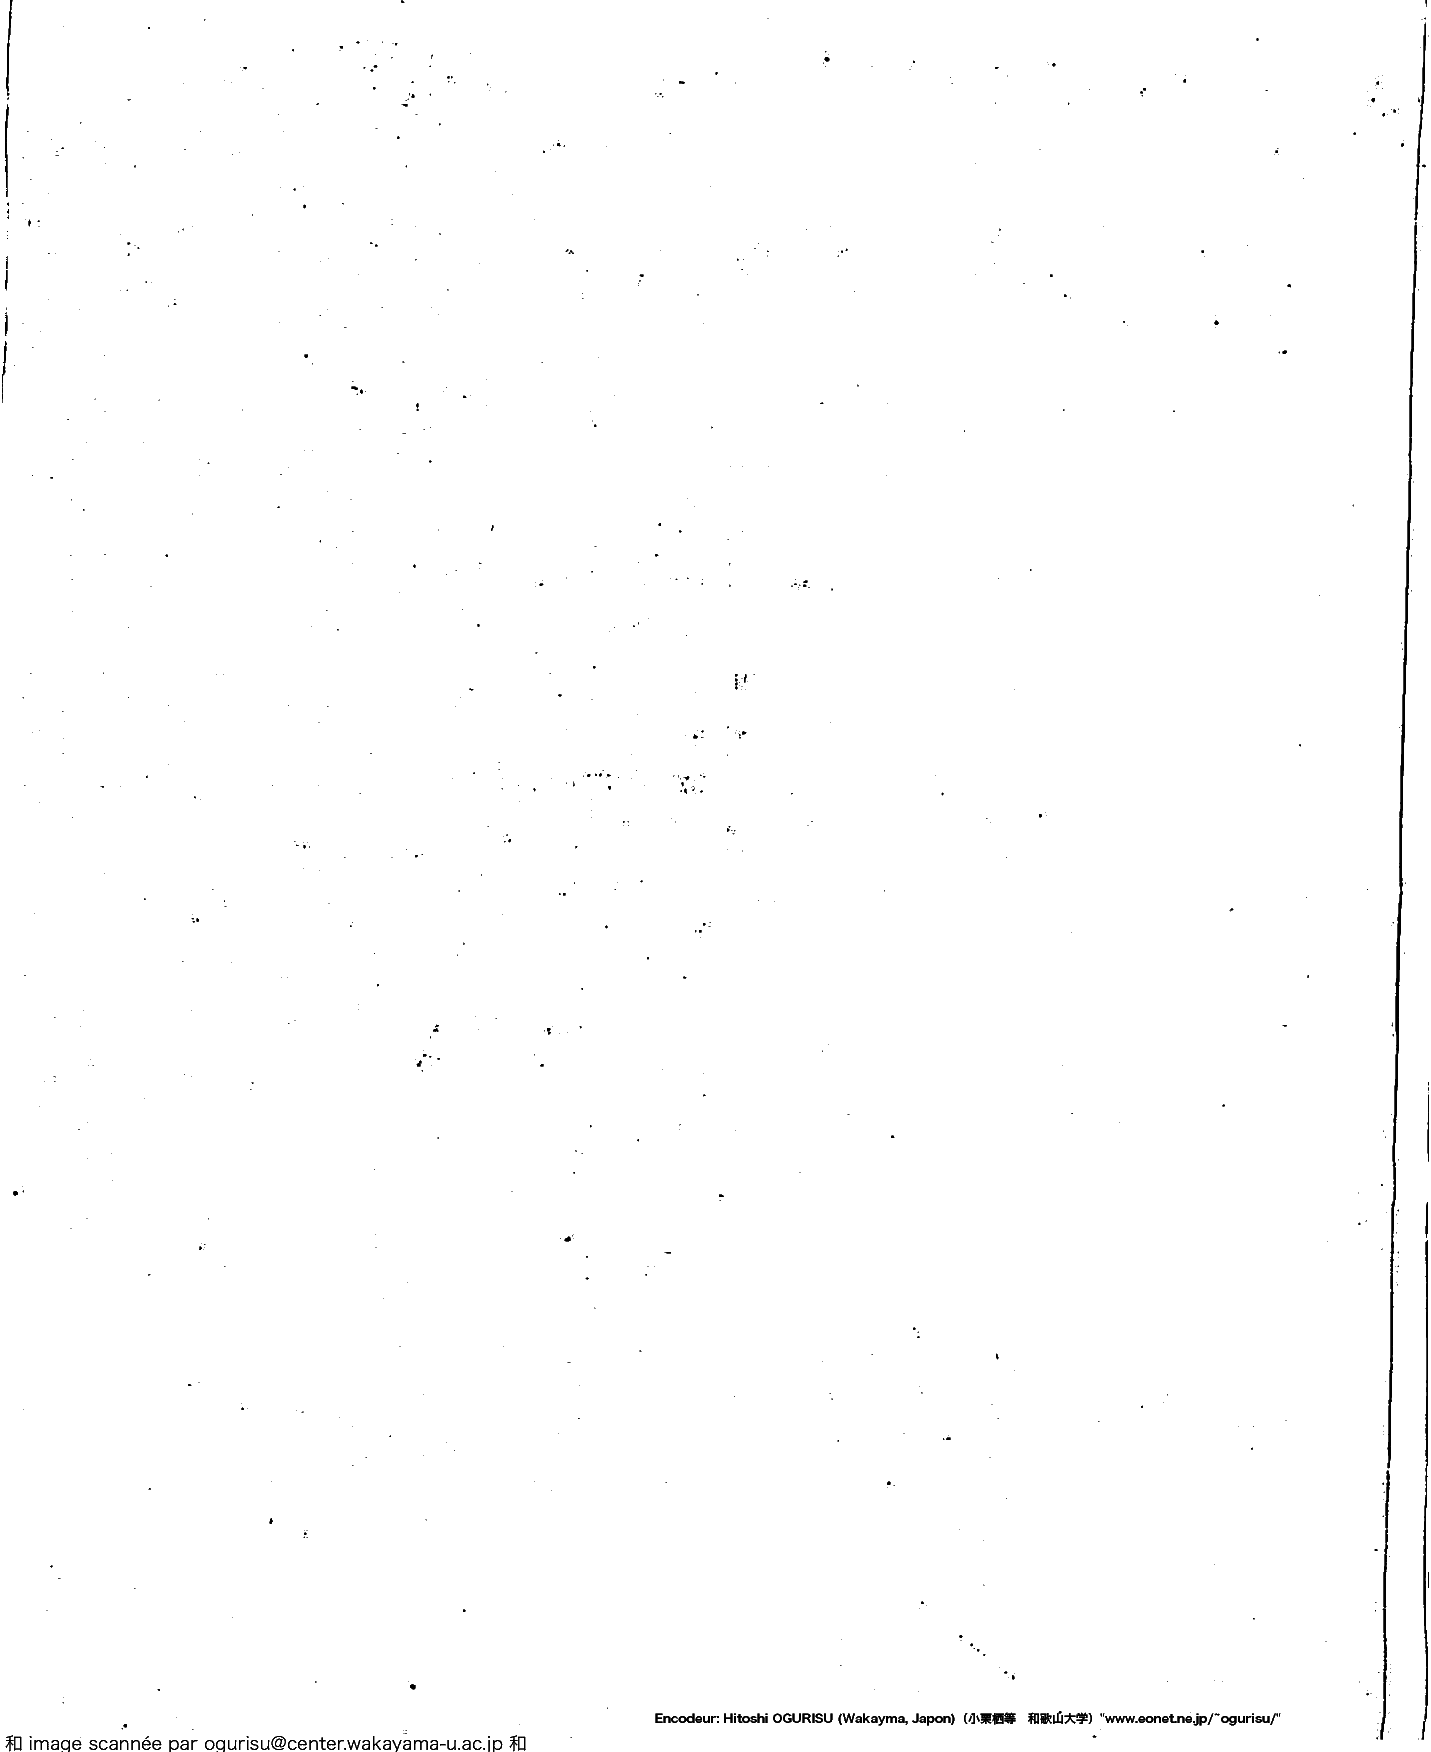 Encodeur: Hitoshi OGURISU (Wakayma, Japon)（小栗栖等　和歌山大学）"www.eonet.ne.jp/~ogurisu/"
和 image scannée par ogurisu@center.wakayama-u.ac.jp 和